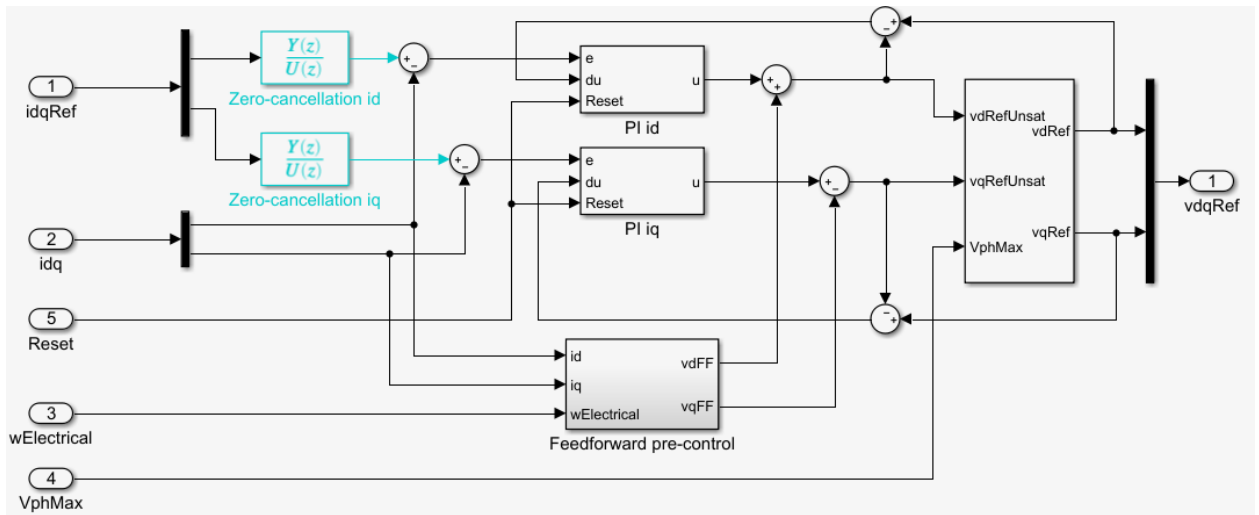 1
idqRef
Y(z)
U(z)
Zero-cancellation id
+
−
Y(z)
U(z)
Zero-cancellation iq
+
−
e
du
Reset
u
PI id
e
du
Reset
u
PI iq
+
+
+
−
−
+
−
+
vdRefUnsat
vdRef
vqRefUnsat
vqRef
VphMax
1
vdqRef
2
idq
5
Reset
id
iq
wElectrical
vdFF
vqFF
Feedforward pre-control
3
wElectrical
4
VphMax